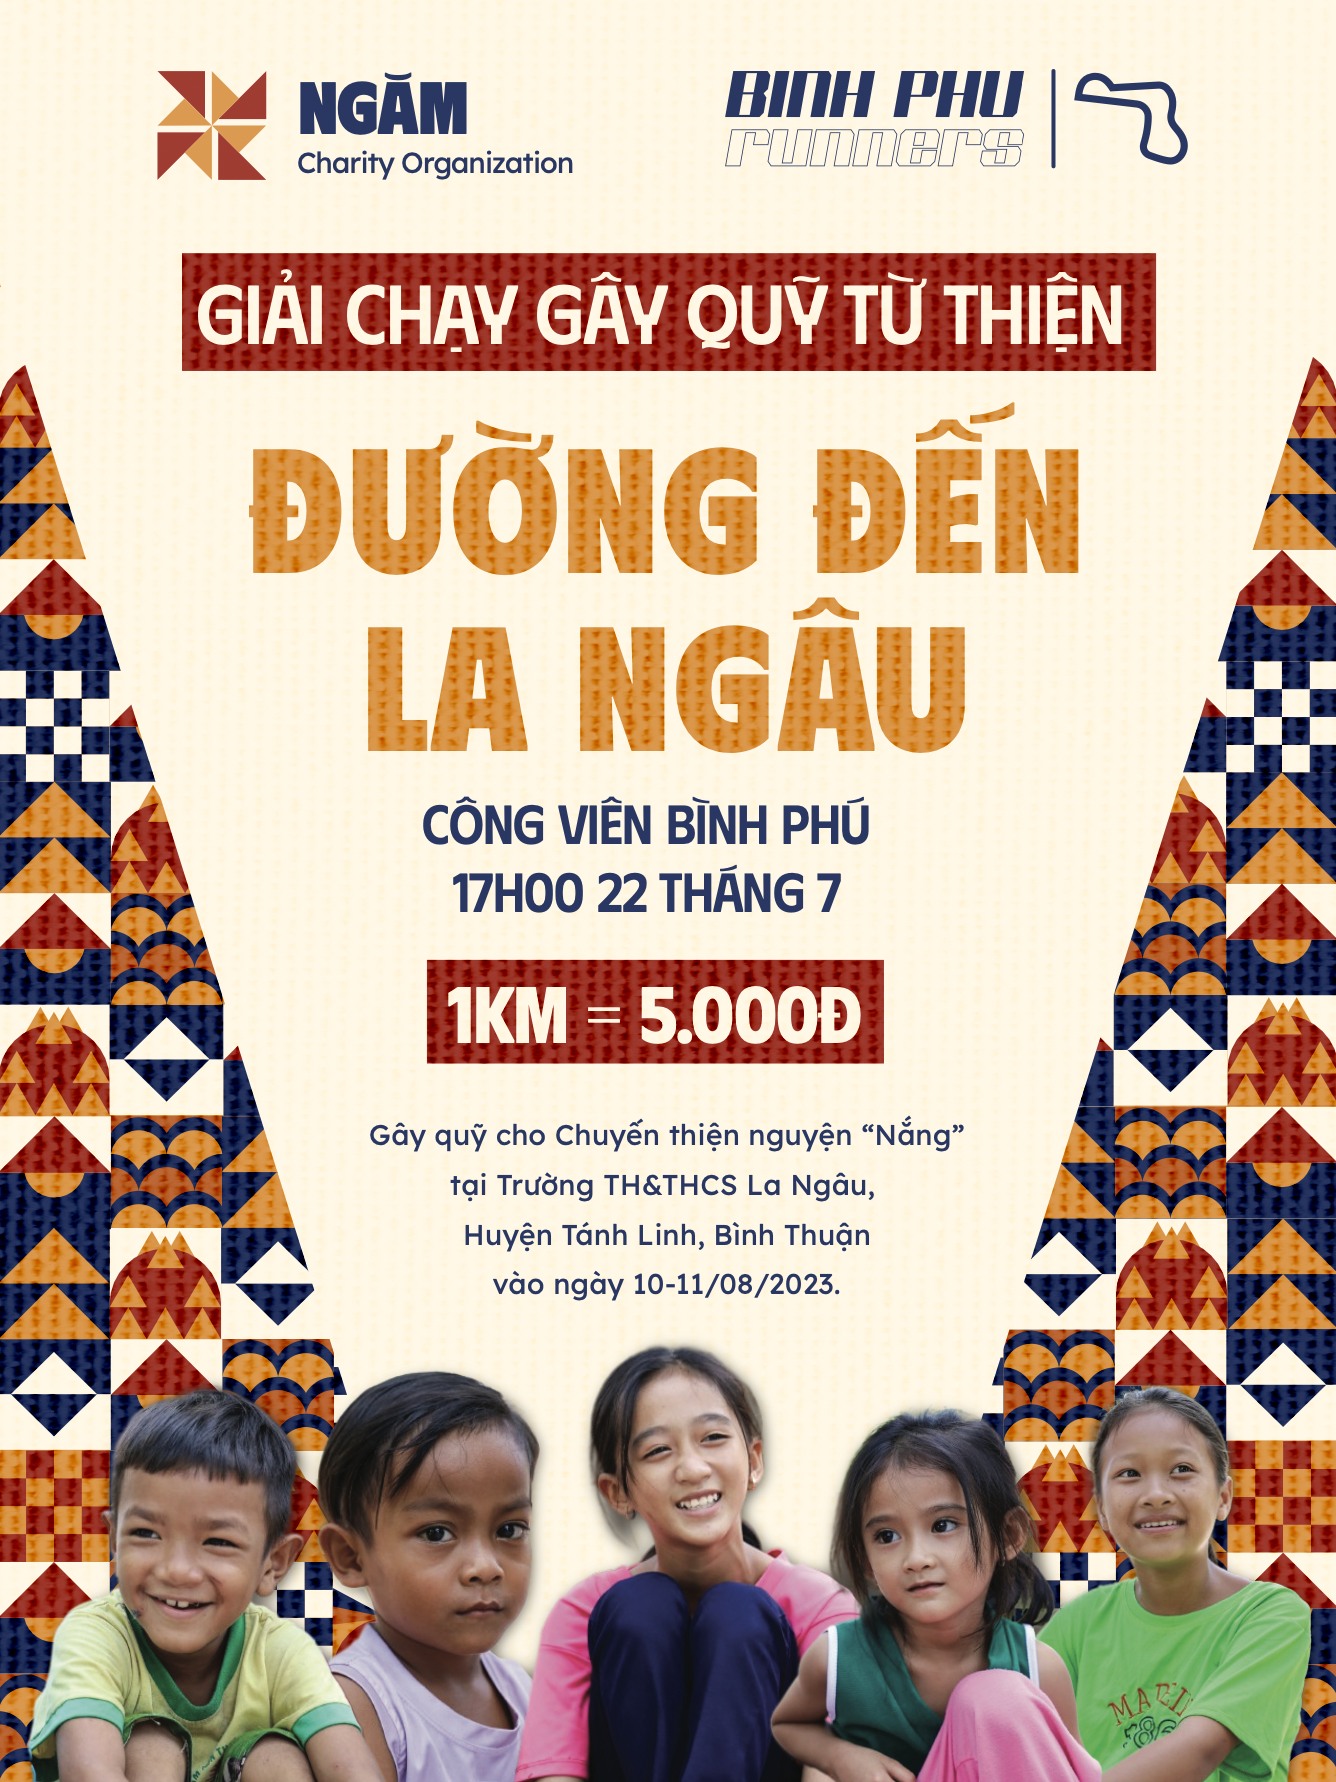 NGĂM
Charity Organization
BINH PHU
runners
GIẢI CHẠY GÂY QUỸ TỪ THIỆN
ĐƯỜNG ĐẾN
LA NGÂU
CÔNG VIÊN BÌNH PHÚ
17H00 22 THÁNG 7
1KM = 5.000Đ
Gây quỹ cho Chuyến thiện nguyện “Nắng”
tại Trường TH&THCS La Ngâu,
Huyện Tánh Linh, Bình Thuận
vào ngày 10-11/08/2023.